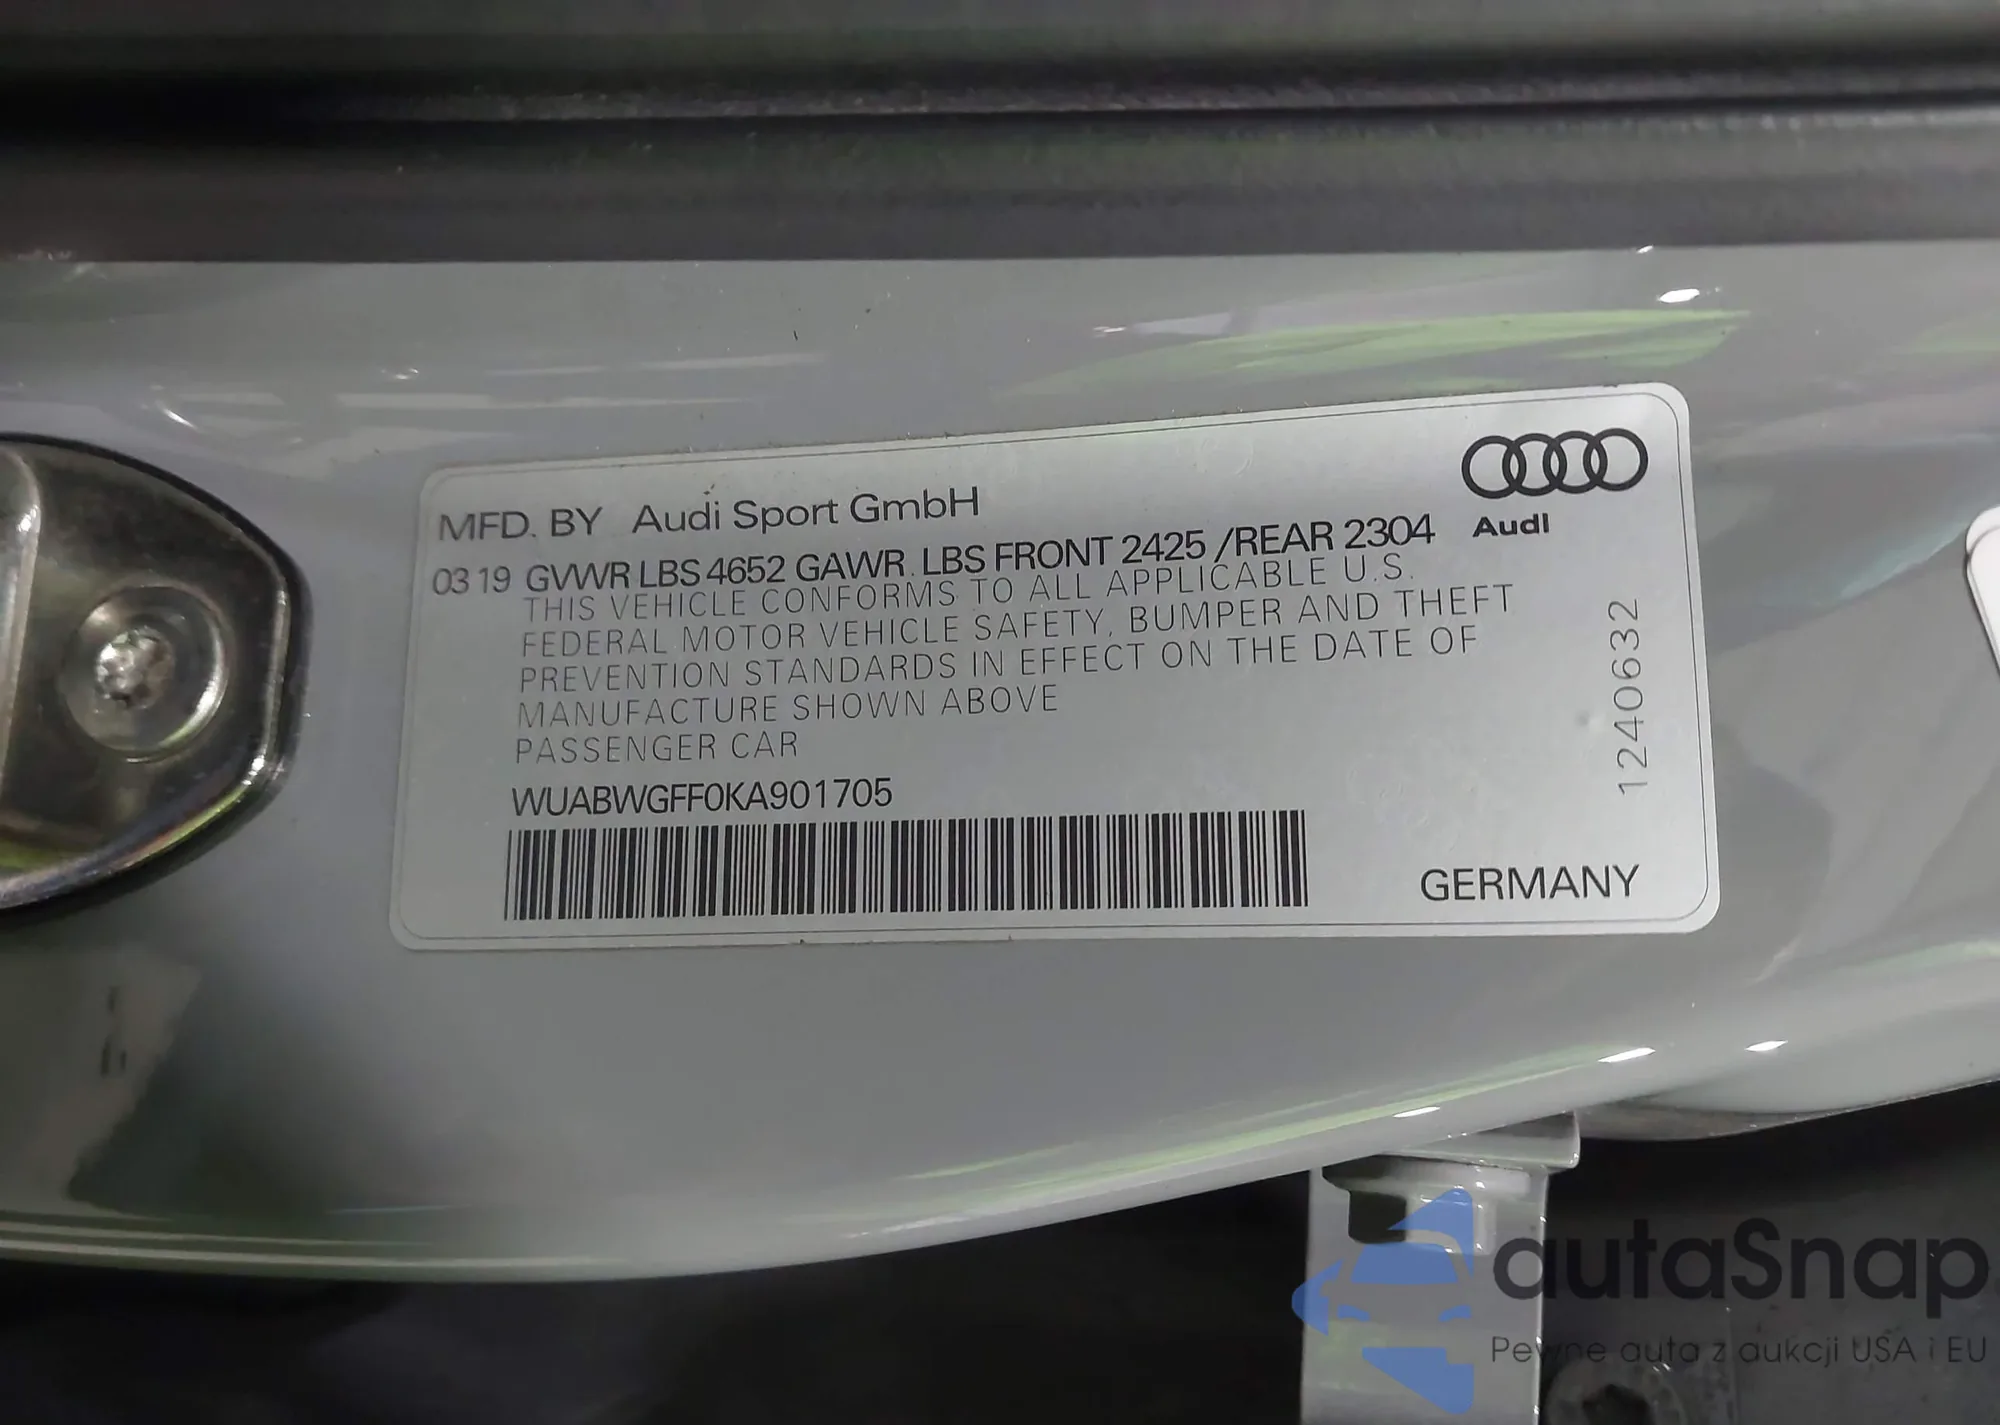 MFD. BY Audi Sport GmbH
Audi
03 19 GVWR LBS 4652 GAWR. LBS FRONT 2425 /REAR 2304
THIS VEHICLE CONFORMS TO ALL APPLICABLE U.S.
FEDERAL MOTOR VEHICLE SAFETY, BUMPER AND THEFT
PREVENTION STANDARDS IN EFFECT ON THE DATE OF
MANUFACTURE SHOWN ABOVE
PASSENGER CAR
WUABWGFF0KA901705
1240632
GERMANY
autaSnap
Pewne auta z aukcji USA i EU